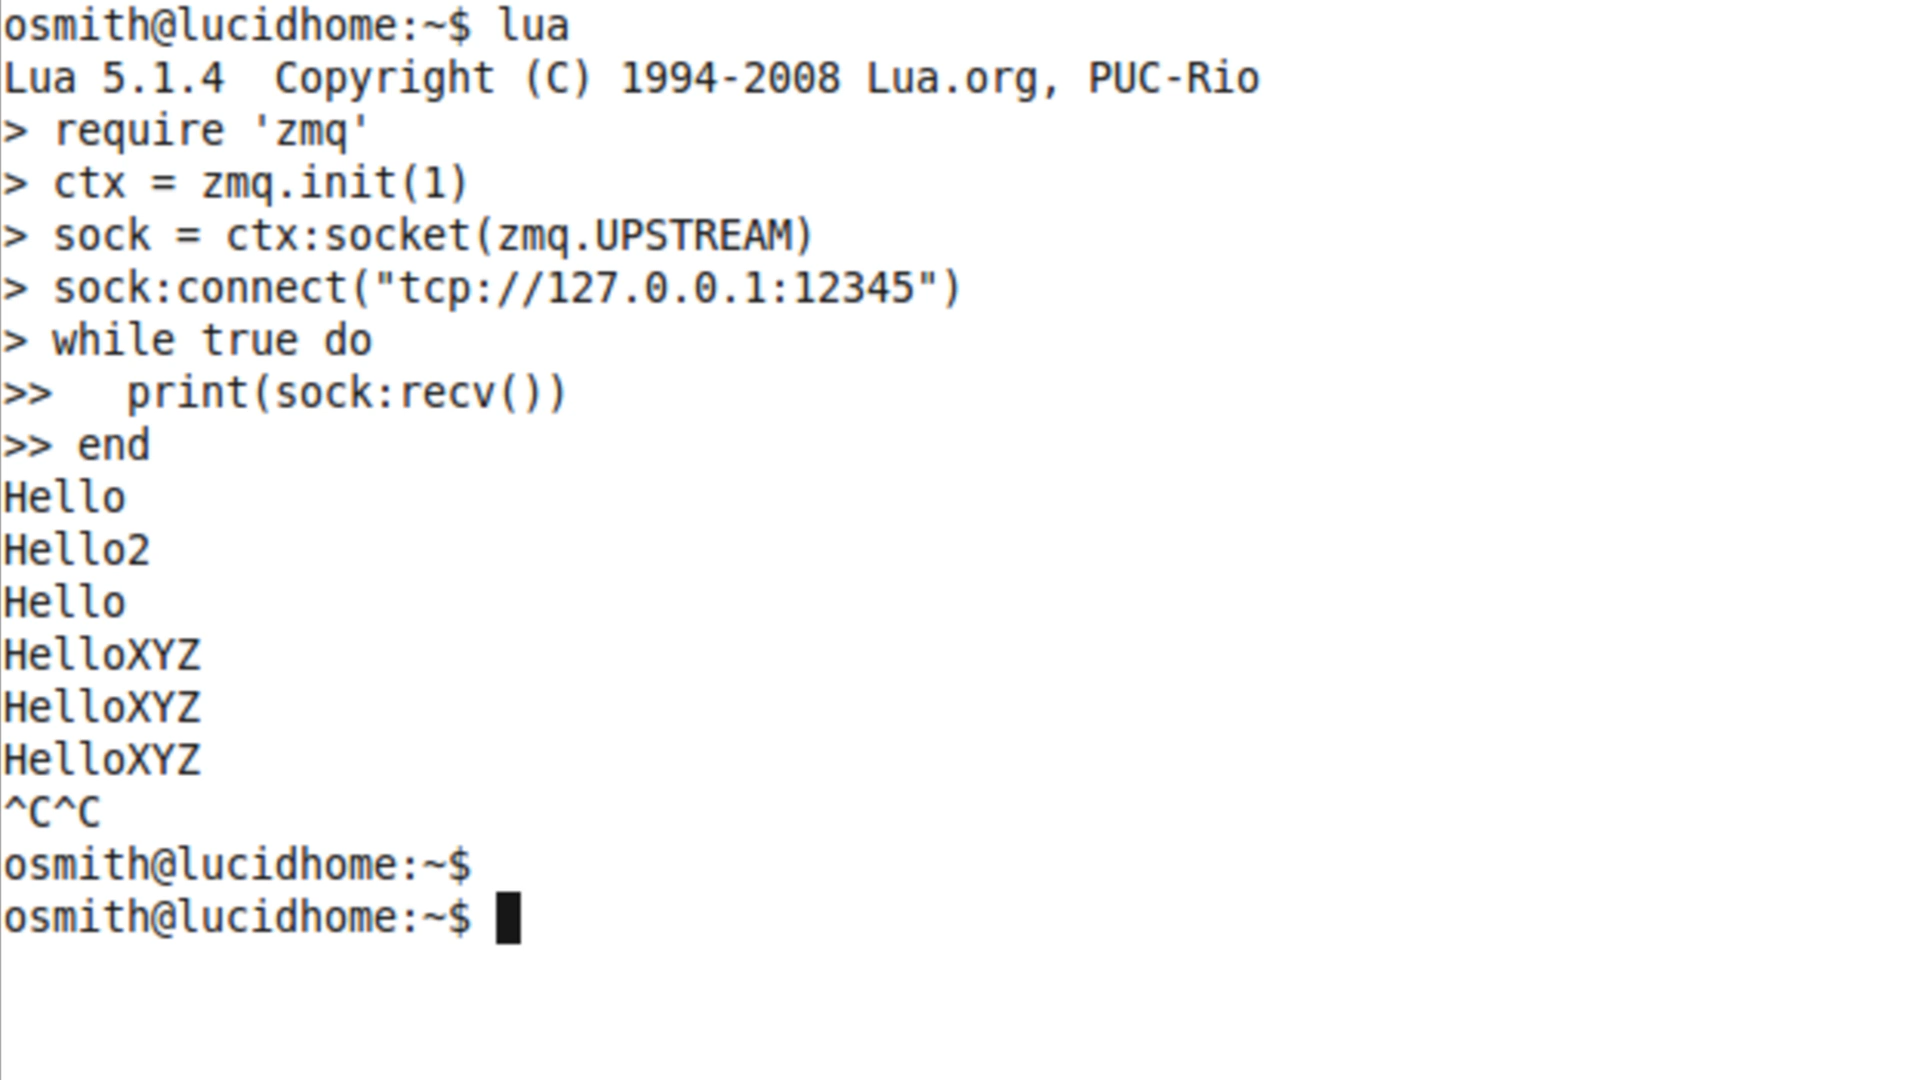 osmith@lucidhome:~$ lua
Lua 5.1.4  Copyright (C) 1994-2008 Lua.org, PUC-Rio
> require 'zmq'
> ctx = zmq.init(1)
> sock = ctx:socket(zmq.UPSTREAM)
> sock:connect("tcp://127.0.0.1:12345")
> while true do
>>   print(sock:recv())
>> end
Hello
Hello2
Hello
HelloXYZ
HelloXYZ
HelloXYZ
^C^C
osmith@lucidhome:~$
osmith@lucidhome:~$